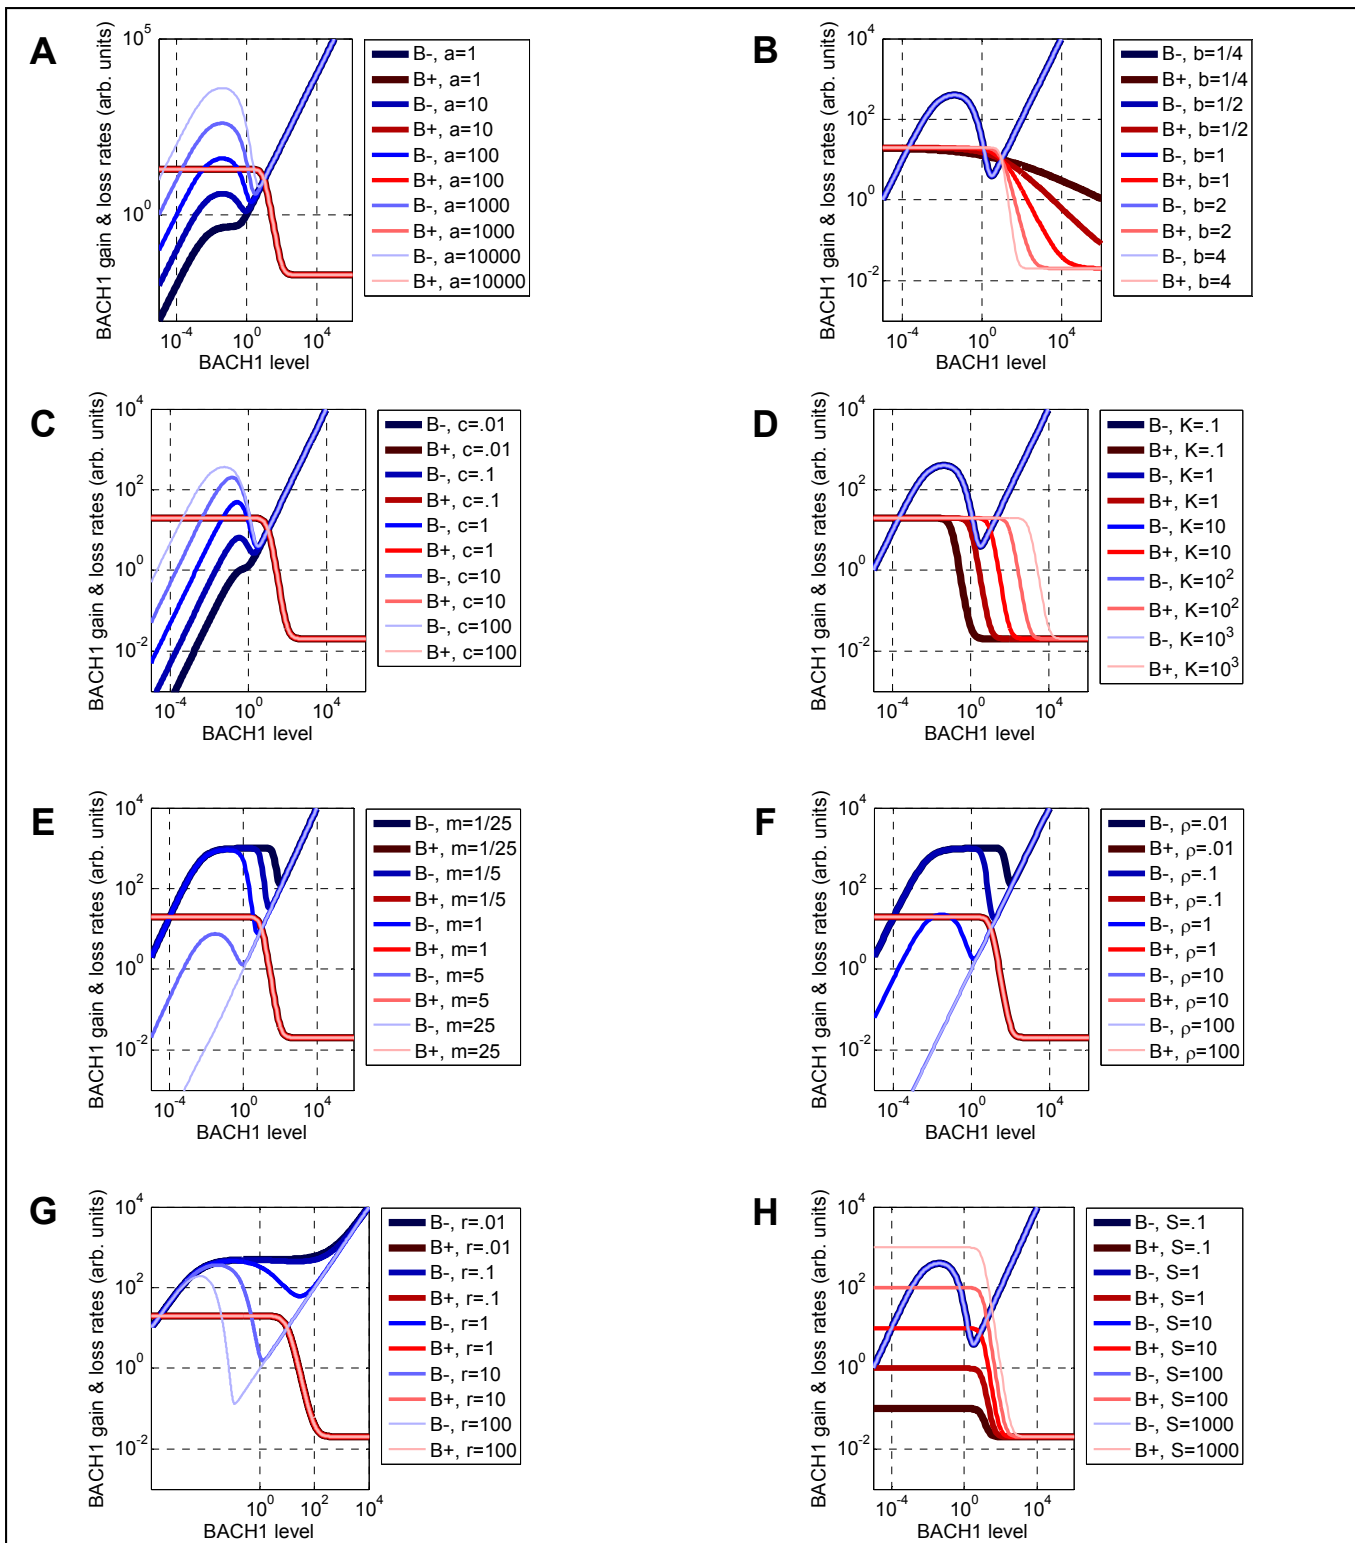 A
BACH1 gain & loss rates (arb. units)
10^5
10^0
10^-4 10^0 10^4
BACH1 level
B-, a=1
B+, a=1
B-, a=10
B+, a=10
B-, a=100
B+, a=100
B-, a=1000
B+, a=1000
B-, a=10000
B+, a=10000
B
BACH1 gain & loss rates (arb. units)
10^4
10^2
10^0
10^-2
10^-4 10^0 10^4
BACH1 level
B-, b=1/4
B+, b=1/4
B-, b=1/2
B+, b=1/2
B-, b=1
B+, b=1
B-, b=2
B+, b=2
B-, b=4
B+, b=4
C
BACH1 gain & loss rates (arb. units)
10^4
10^2
10^0
10^-2
10^-4 10^0 10^4
BACH1 level
B-, c=.01
B+, c=.01
B-, c=.1
B+, c=.1
B-, c=1
B+, c=1
B-, c=10
B+, c=10
B-, c=100
B+, c=100
D
BACH1 gain & loss rates (arb. units)
10^4
10^2
10^0
10^-2
10^-4 10^0 10^4
BACH1 level
B-, K=.1
B+, K=.1
B-, K=1
B+, K=1
B-, K=10
B+, K=10
B-, K=10^2
B+, K=10^2
B-, K=10^3
B+, K=10^3
E
BACH1 gain & loss rates (arb. units)
10^4
10^2
10^0
10^-2
10^-4 10^0 10^4
BACH1 level
B-, m=1/25
B+, m=1/25
B-, m=1/5
B+, m=1/5
B-, m=1
B+, m=1
B-, m=5
B+, m=5
B-, m=25
B+, m=25
F
BACH1 gain & loss rates (arb. units)
10^4
10^2
10^0
10^-2
10^-4 10^0 10^4
BACH1 level
B-, ρ=.01
B+, ρ=.01
B-, ρ=.1
B+, ρ=.1
B-, ρ=1
B+, ρ=1
B-, ρ=10
B+, ρ=10
B-, ρ=100
B+, ρ=100
G
BACH1 gain & loss rates (arb. units)
10^4
10^2
10^0
10^-2
10^0 10^2 10^4
BACH1 level
B-, r=.01
B+, r=.01
B-, r=.1
B+, r=.1
B-, r=1
B+, r=1
B-, r=10
B+, r=10
B-, r=100
B+, r=100
H
BACH1 gain & loss rates (arb. units)
10^4
10^2
10^0
10^-2
10^-4 10^0 10^4
BACH1 level
B-, S=.1
B+, S=.1
B-, S=1
B+, S=1
B-, S=10
B+, S=10
B-, S=100
B+, S=100
B-, S=1000
B+, S=1000